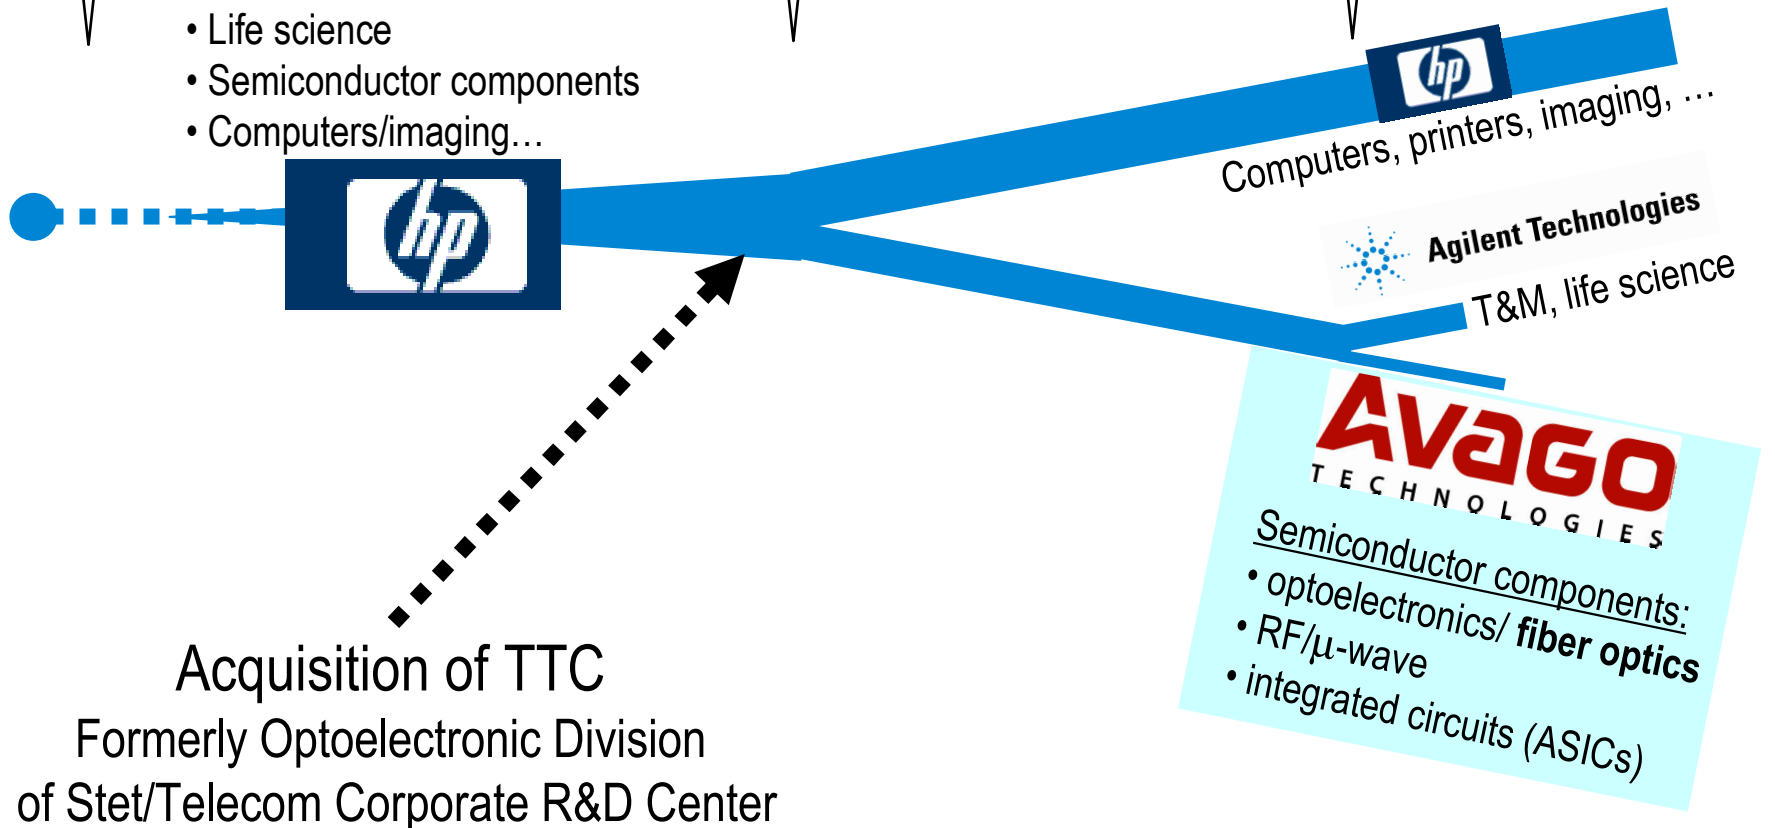 • Life science
• Semiconductor components
• Computers/imaging…
hp
hp
Computers, printers, imaging, …
Agilent Technologies
T&M, life science
AVAGO
TECHNOLOGIES
Semiconductor components:
• optoelectronics/ fiber optics
• RF/μ-wave
• integrated circuits (ASICs)
Acquisition of TTC
Formerly Optoelectronic Division
of Stet/Telecom Corporate R&D Center